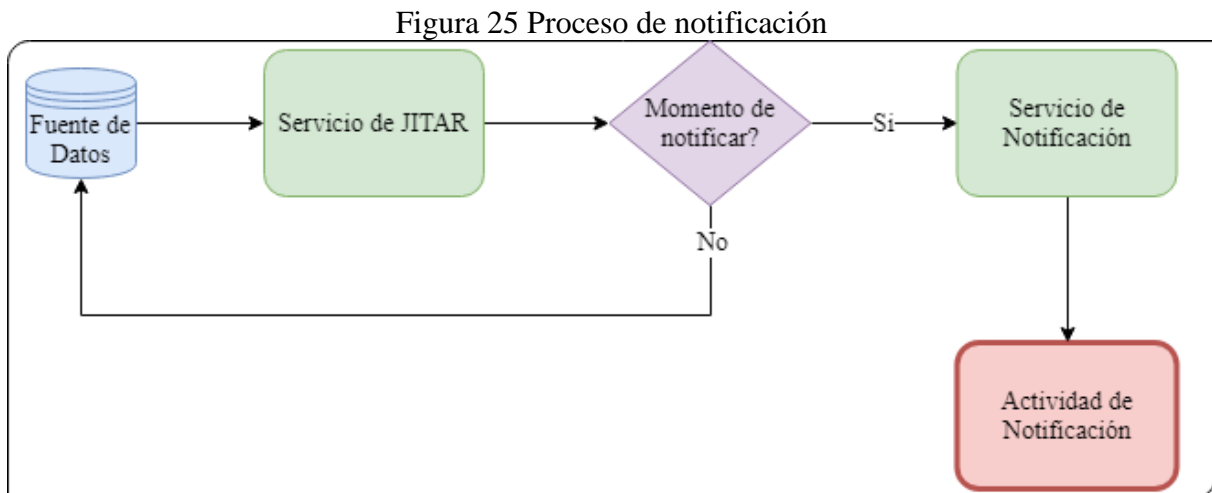 Figura 25 Proceso de notificación
Fuente de
Datos
Servicio de JITAR
Momento de
notificar?
Si
Servicio de
Notificación
No
Actividad de
Notificación